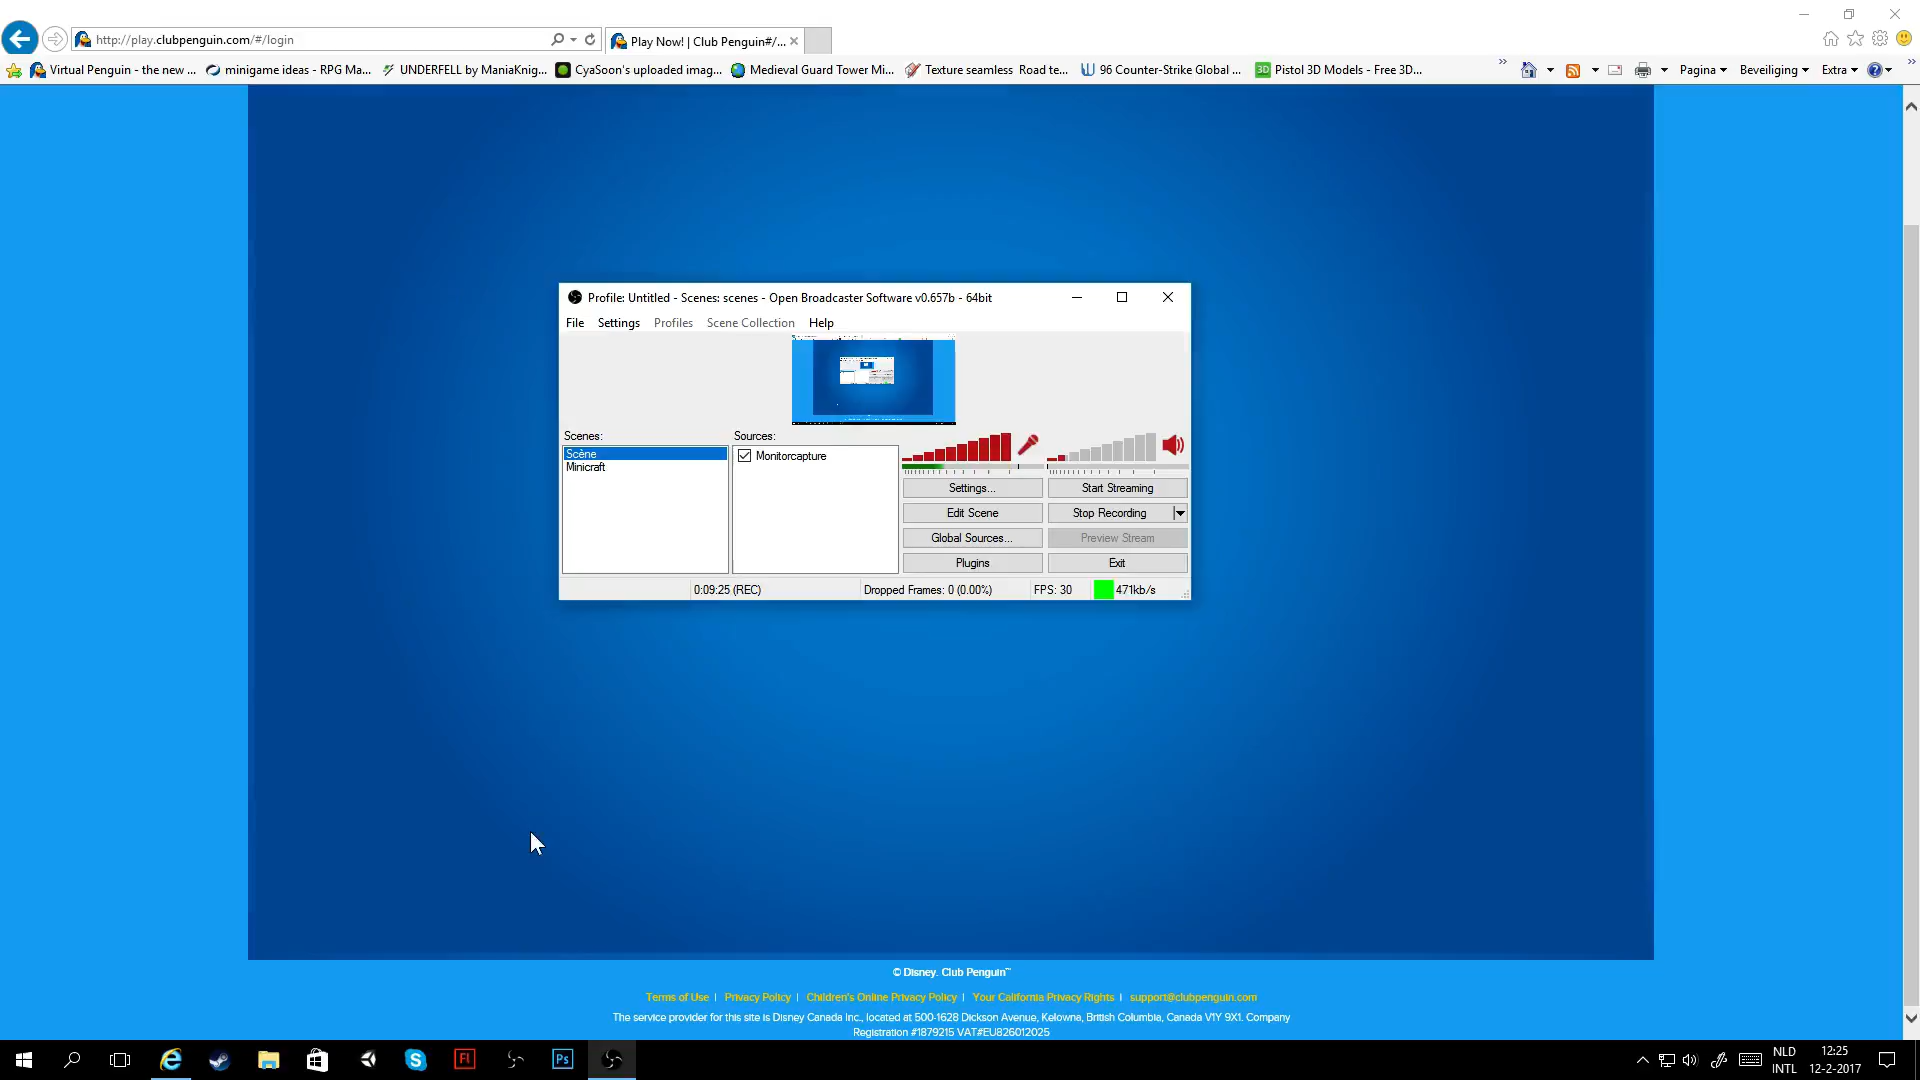 http://play.clubpenguin.com/#/login
Play Now! | Club Penguin#/...
Virtual Penguin - the new ...
minigame ideas - RPG Ma...
UNDERFELL by ManiaKnig...
CyaSoon's uploaded imag...
Medieval Guard Tower Mi...
Texture seamless Road te...
96 Counter-Strike Global ...
3D Pistol 3D Models - Free 3D...
Pagina
Beveiliging
Extra
Profile: Untitled - Scenes: scenes - Open Broadcaster Software v0.657b - 64bit
File Settings Profiles Scene Collection Help
Scenes:
Scène
Minicraft
Sources:
Monitorcapture
Settings...
Start Streaming
Edit Scene
Stop Recording
Global Sources...
Preview Stream
Plugins
Exit
0:09:25 (REC)
Dropped Frames: 0 (0.00%)
FPS: 30
471kb/s
© Disney. Club Penguin™
Terms of Use | Privacy Policy | Children's Online Privacy Policy | Your California Privacy Rights | support@clubpenguin.com
The service provider for this site is Disney Canada Inc., located at 500-1628 Dickson Avenue, Kelowna, British Columbia, Canada V1Y 9X1. Company
Registration #1879215 VAT#EU826012025
Fl
Ps
NLD
INTL
12:25
12-2-2017